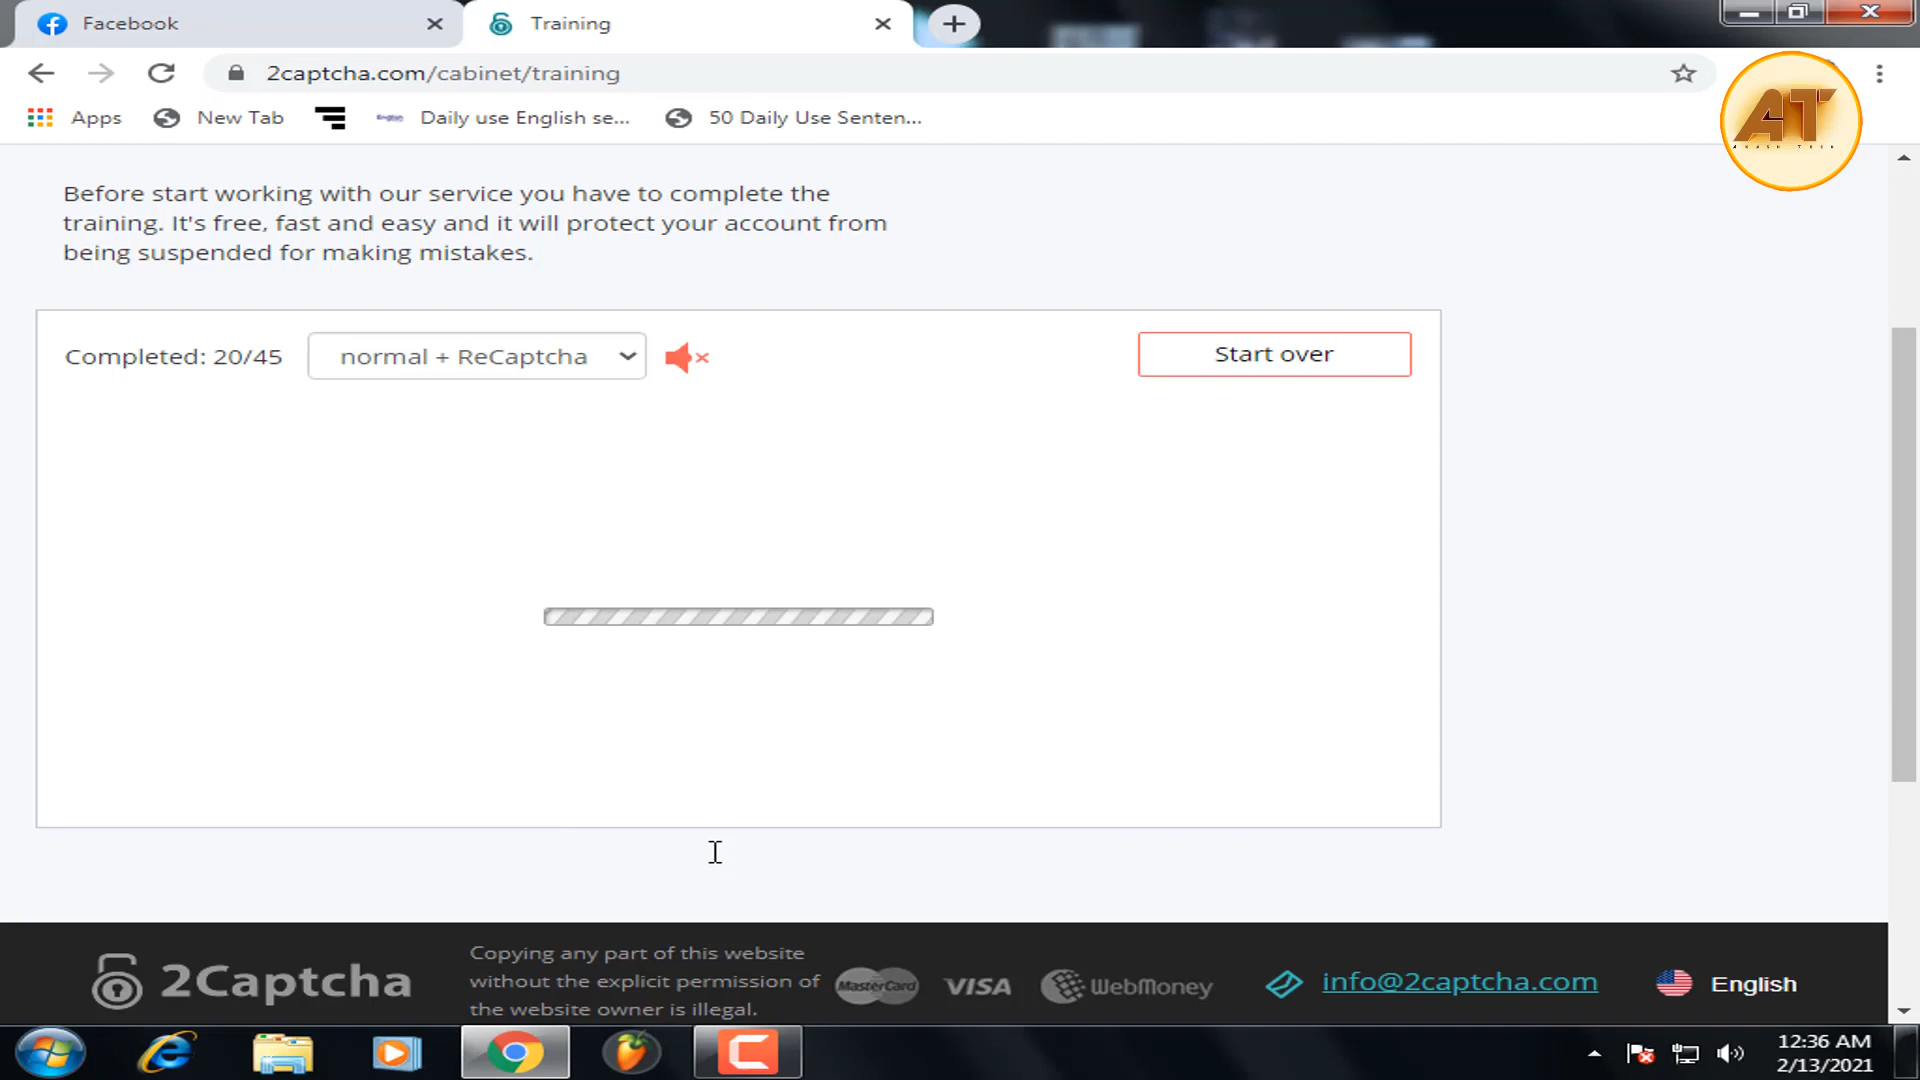 Facebook
Training
2captcha.com/cabinet/training
Apps
New Tab
Daily use English se...
50 Daily Use Senten...
AT
Before start working with our service you have to complete the
training. It's free, fast and easy and it will protect your account from
being suspended for making mistakes.
Completed: 20/45
normal + ReCaptcha
Start over
2Captcha
Copying any part of this website
without the explicit permission of
the website owner is illegal.
MasterCard
VISA
WebMoney
info@2captcha.com
English
12:36 AM
2/13/2021